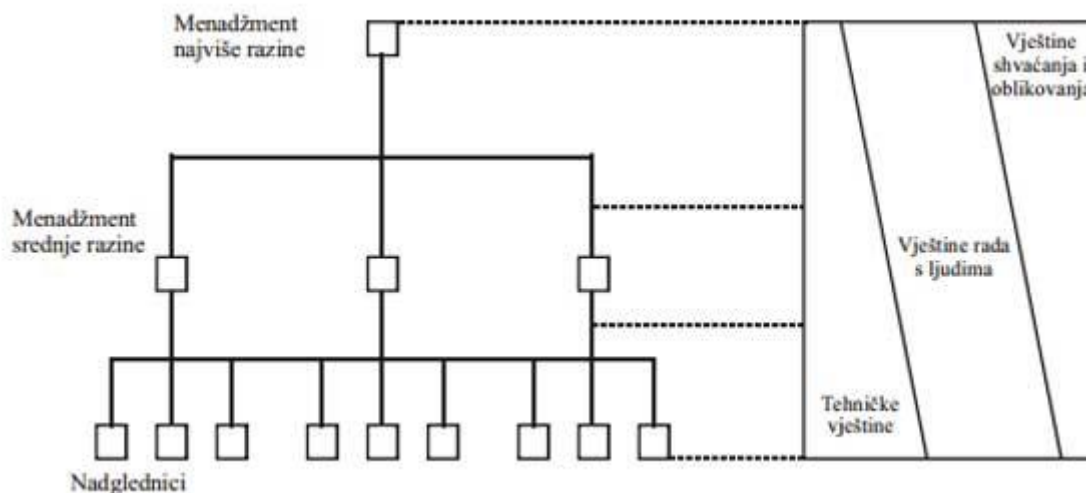 Menadžment
najviše razine
Vještine
shvaćanja i
oblikovanja
Menadžment
srednje razine
Vještine rada
s ljudima
Tehničke
vještine
Nadglednici